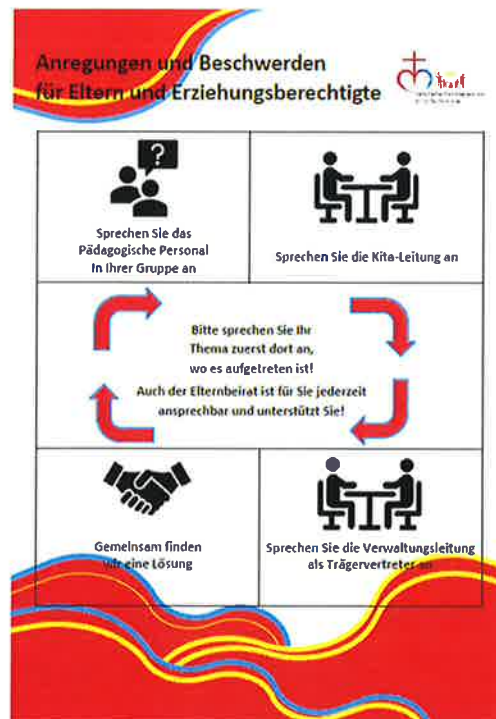 Anregungen und Beschwerden
für Eltern und Erziehungsberechtigte
?
Sprechen Sie das
Pädagogische Personal
In Ihrer Gruppe an
Sprechen Sie die Kita-Leitung an
Bitte sprechen Sie Ihr
Thema zuerst dort an,
wo es aufgetreten ist!
Auch der Elternbeirat ist für Sie jederzeit
ansprechbar und unterstützt Sie!
Gemeinsam finden
wir eine Lösung
Sprechen Sie die Verwaltungsleitung
als Trägervertreter an